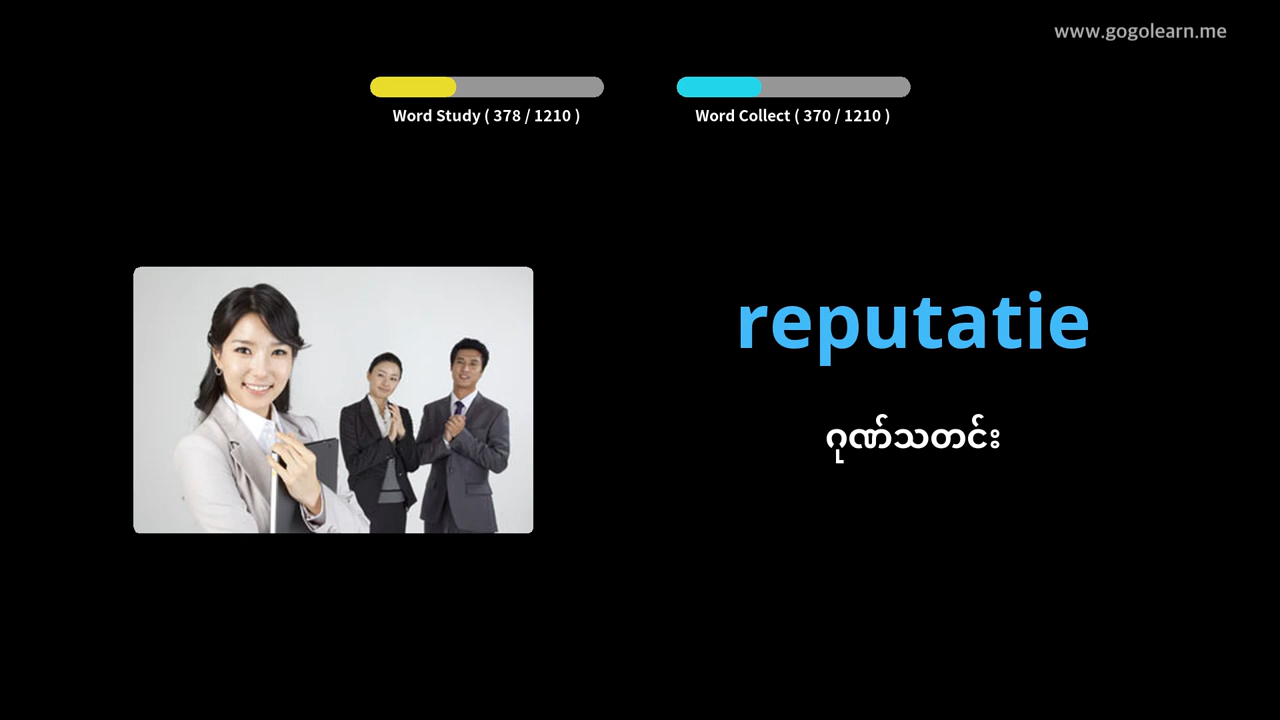 www.gogolearn.me
Word Study ( 378 / 1210 )
Word Collect ( 370 / 1210 )
reputatie
ဂုဏ်သတင်း